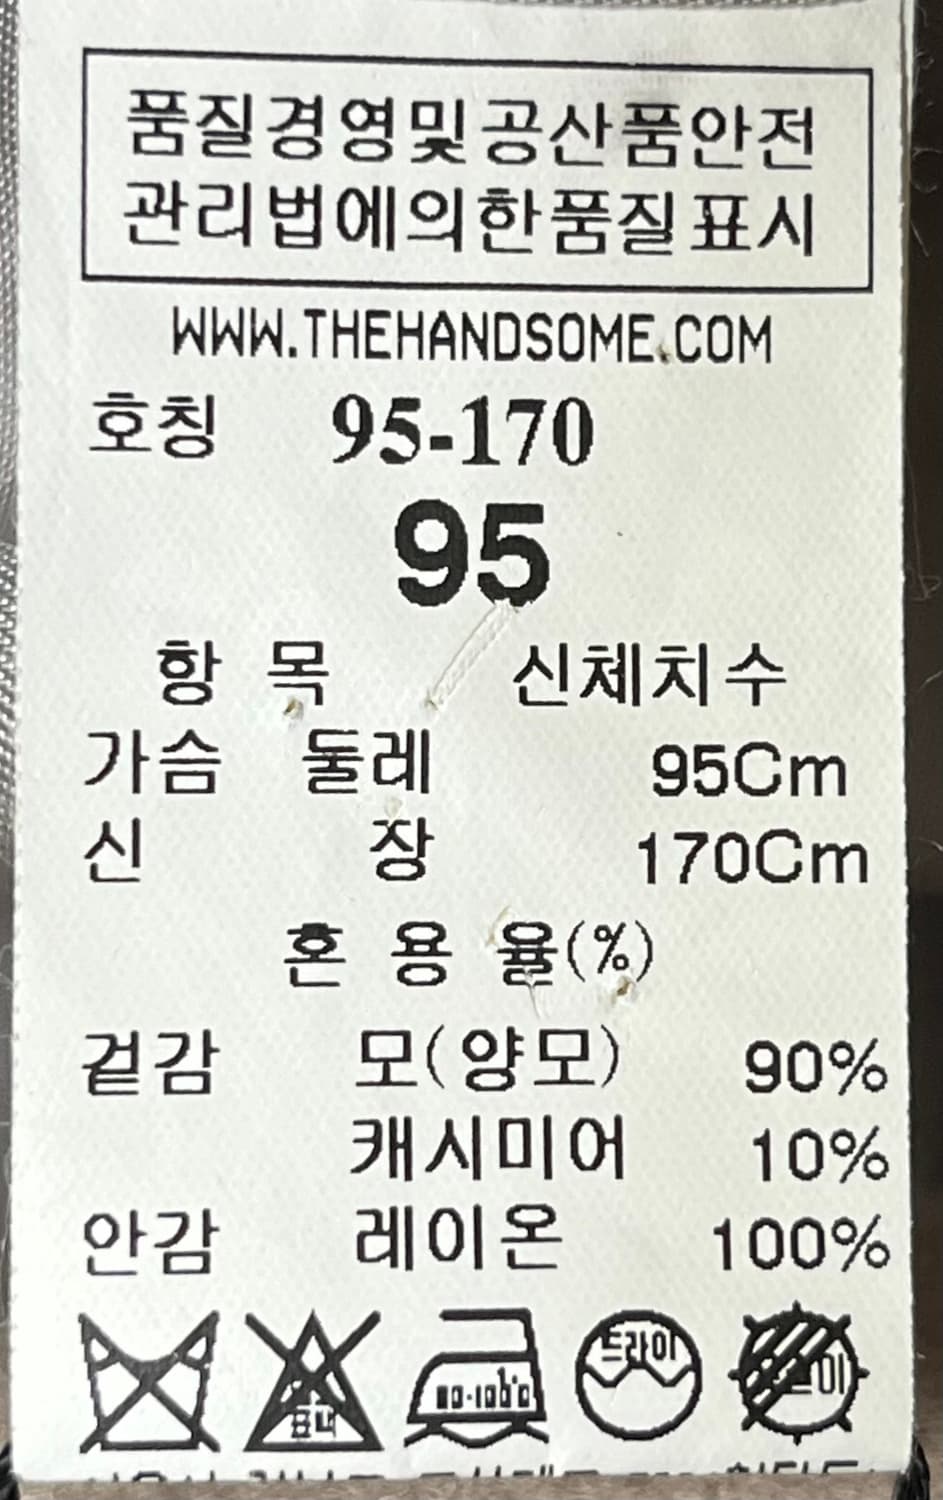 품질경영및공산품안전
관리법에의한품질표시
WWW.THEHANDSOME.COM
호칭 95-170
95
항 목 신체치수
가슴 둘레 95Cm
신 장 170Cm
혼 용 율(%)
겉감 모(양모) 90%
캐시미어 10%
안감 레이온 100%
드라이